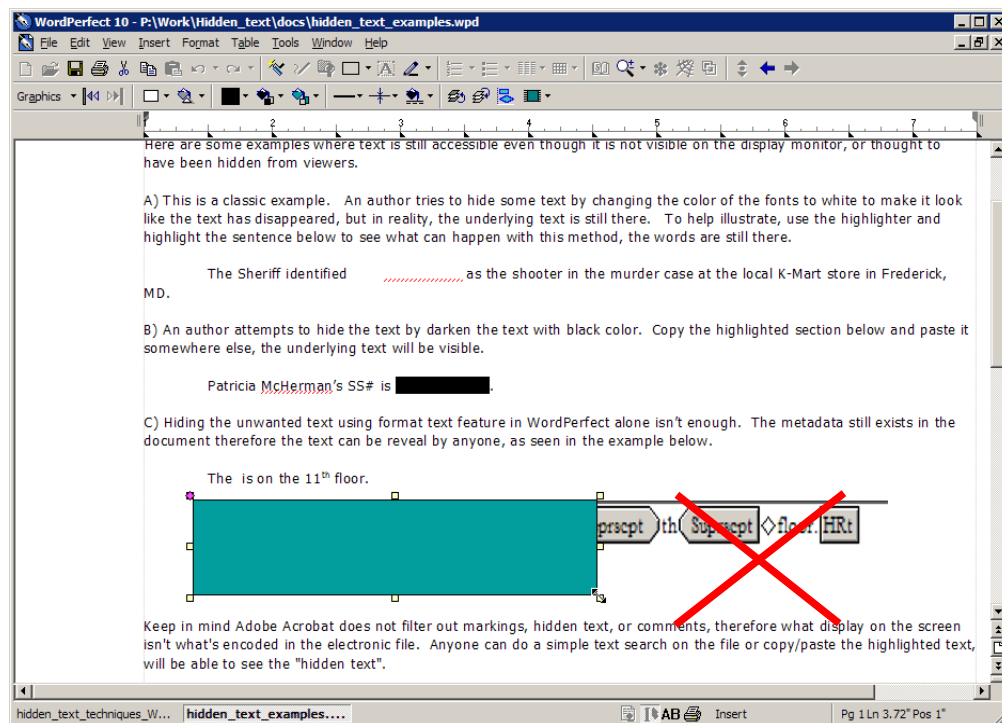 WordPerfect 10 - P:\Work\Hidden_text\docs\hidden_text_examples.wpd
File Edit View Insert Format Table Tools Window Help
Graphics
2 3 4 5 6 7
Here are some examples where text is still accessible even though it is not visible on the display monitor, or thought to
have been hidden from viewers.
A) This is a classic example. An author tries to hide some text by changing the color of the fonts to white to make it look
like the text has disappeared, but in reality, the underlying text is still there. To help illustrate, use the highlighter and
highlight the sentence below to see what can happen with this method, the words are still there.
The Sheriff identified as the shooter in the murder case at the local K-Mart store in Frederick,
MD.
B) An author attempts to hide the text by darken the text with black color. Copy the highlighted section below and paste it
somewhere else, the underlying text will be visible.
Patricia McHerman's SS# is .
C) Hiding the unwanted text using format text feature in WordPerfect alone isn't enough. The metadata still exists in the
document therefore the text can be reveal by anyone, as seen in the example below.
The is on the 11th floor.
prscpt th Suprscpt ◇floor. HRt
Keep in mind Adobe Acrobat does not filter out markings, hidden text, or comments, therefore what display on the screen
isn't what's encoded in the electronic file. Anyone can do a simple text search on the file or copy/paste the highlighted text,
will be able to see the "hidden text".
hidden_text_techniques_W... hidden_text_examples.... AB Insert Pg 1 Ln 3.72" Pos 1"